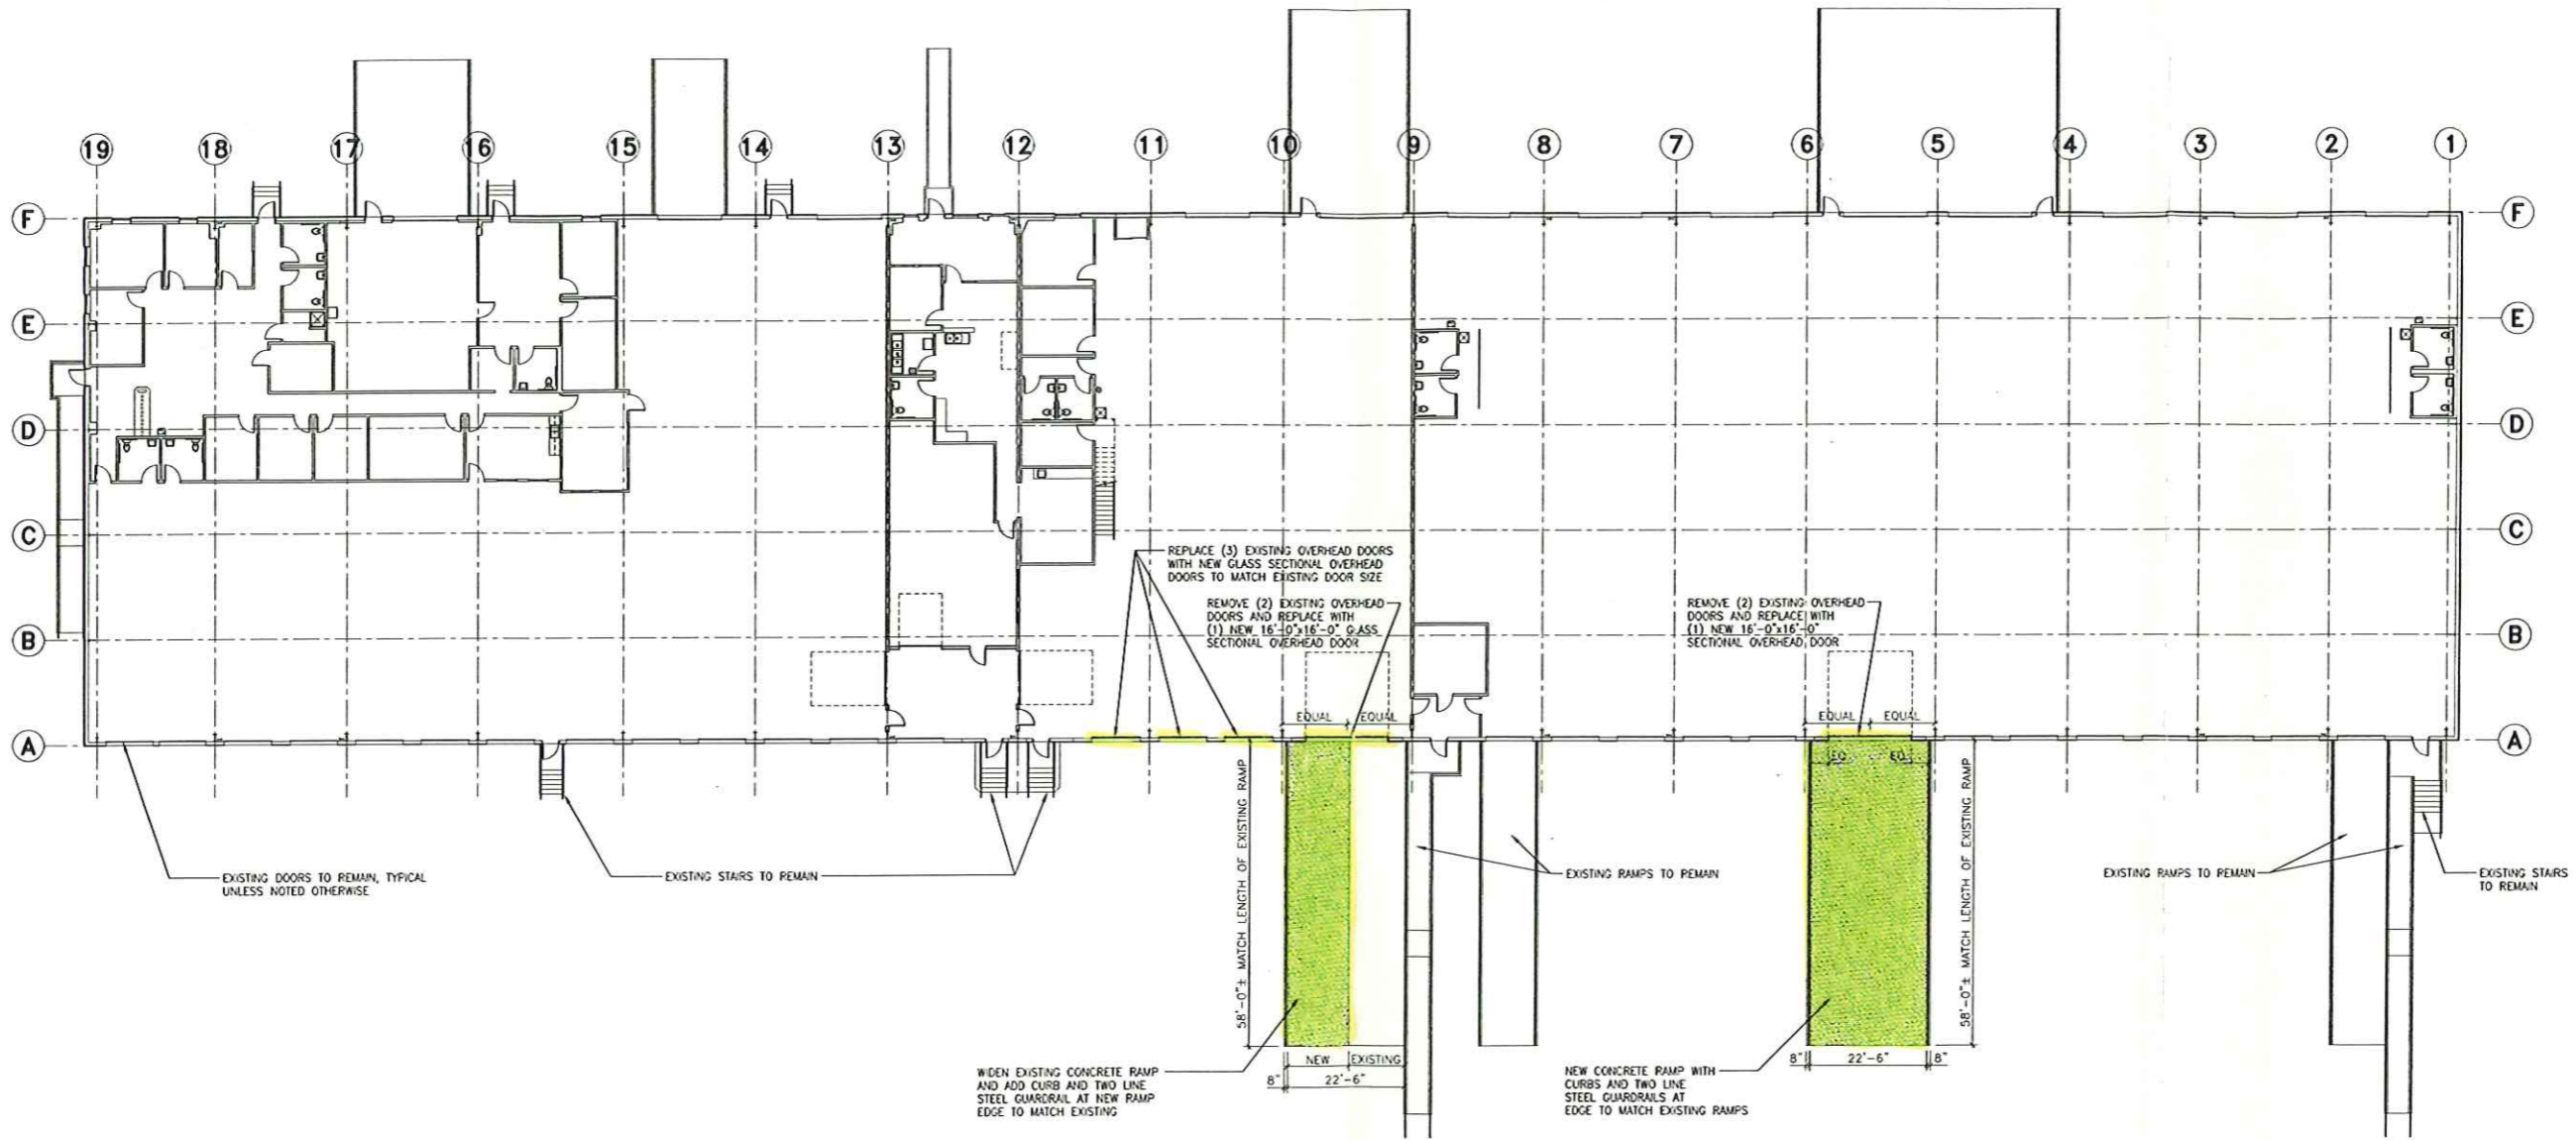 19
18
17
16
15
14
13
12
11
10
9
8
7
6
5
4
3
2
1
F
F
E
E
D
D
C
C
REPLACE (3) EXISTING OVERHEAD DOORS
WITH NEW GLASS SECTIONAL OVERHEAD
DOORS TO MATCH EXISTING DOOR SIZE
REMOVE (2) EXISTING OVERHEAD
DOORS AND REPLACE WITH
(1) NEW 16'-0"x16'-0" GLASS
SECTIONAL OVERHEAD DOOR
REMOVE (2) EXISTING OVERHEAD
DOORS AND REPLACE WITH
(1) NEW 16'-0"x16'-0"
SECTIONAL OVERHEAD DOOR
B
B
EQUAL
EQUAL
EQUAL
EQUAL
A
A
EQ
EQ
58'-0"± MATCH LENGTH OF EXISTING RAMP
58'-0"± MATCH LENGTH OF EXISTING RAMP
EXISTING DOORS TO REMAIN, TYPICAL
UNLESS NOTED OTHERWISE
EXISTING STAIRS TO REMAIN
EXISTING RAMPS TO REMAIN
EXISTING RAMPS TO REMAIN
EXISTING STAIRS
TO REMAIN
NEW
EXISTING
8"
22'-6"
8"
22'-6"
8"
WIDEN EXISTING CONCRETE RAMP
AND ADD CURB AND TWO LINE
STEEL GUARDRAIL AT NEW RAMP
EDGE TO MATCH EXISTING
NEW CONCRETE RAMP WITH
CURBS AND TWO LINE
STEEL GUARDRAILS AT
EDGE TO MATCH EXISTING RAMPS